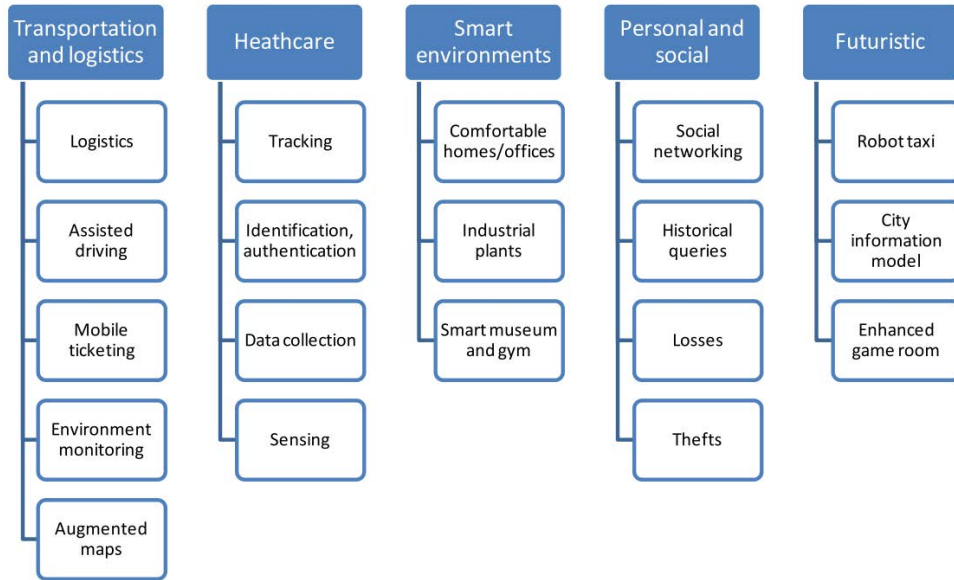 Transportation
and logistics
Logistics
Assisted
driving
Mobile
ticketing
Environment
monitoring
Augmented
maps
Heathcare
Tracking
Identification,
authentication
Data collection
Sensing
Smart
environments
Comfortable
homes/offices
Industrial
plants
Smart museum
and gym
Personal and
social
Social
networking
Historical
queries
Losses
Thefts
Futuristic
Robot taxi
City
information
model
Enhanced
game room